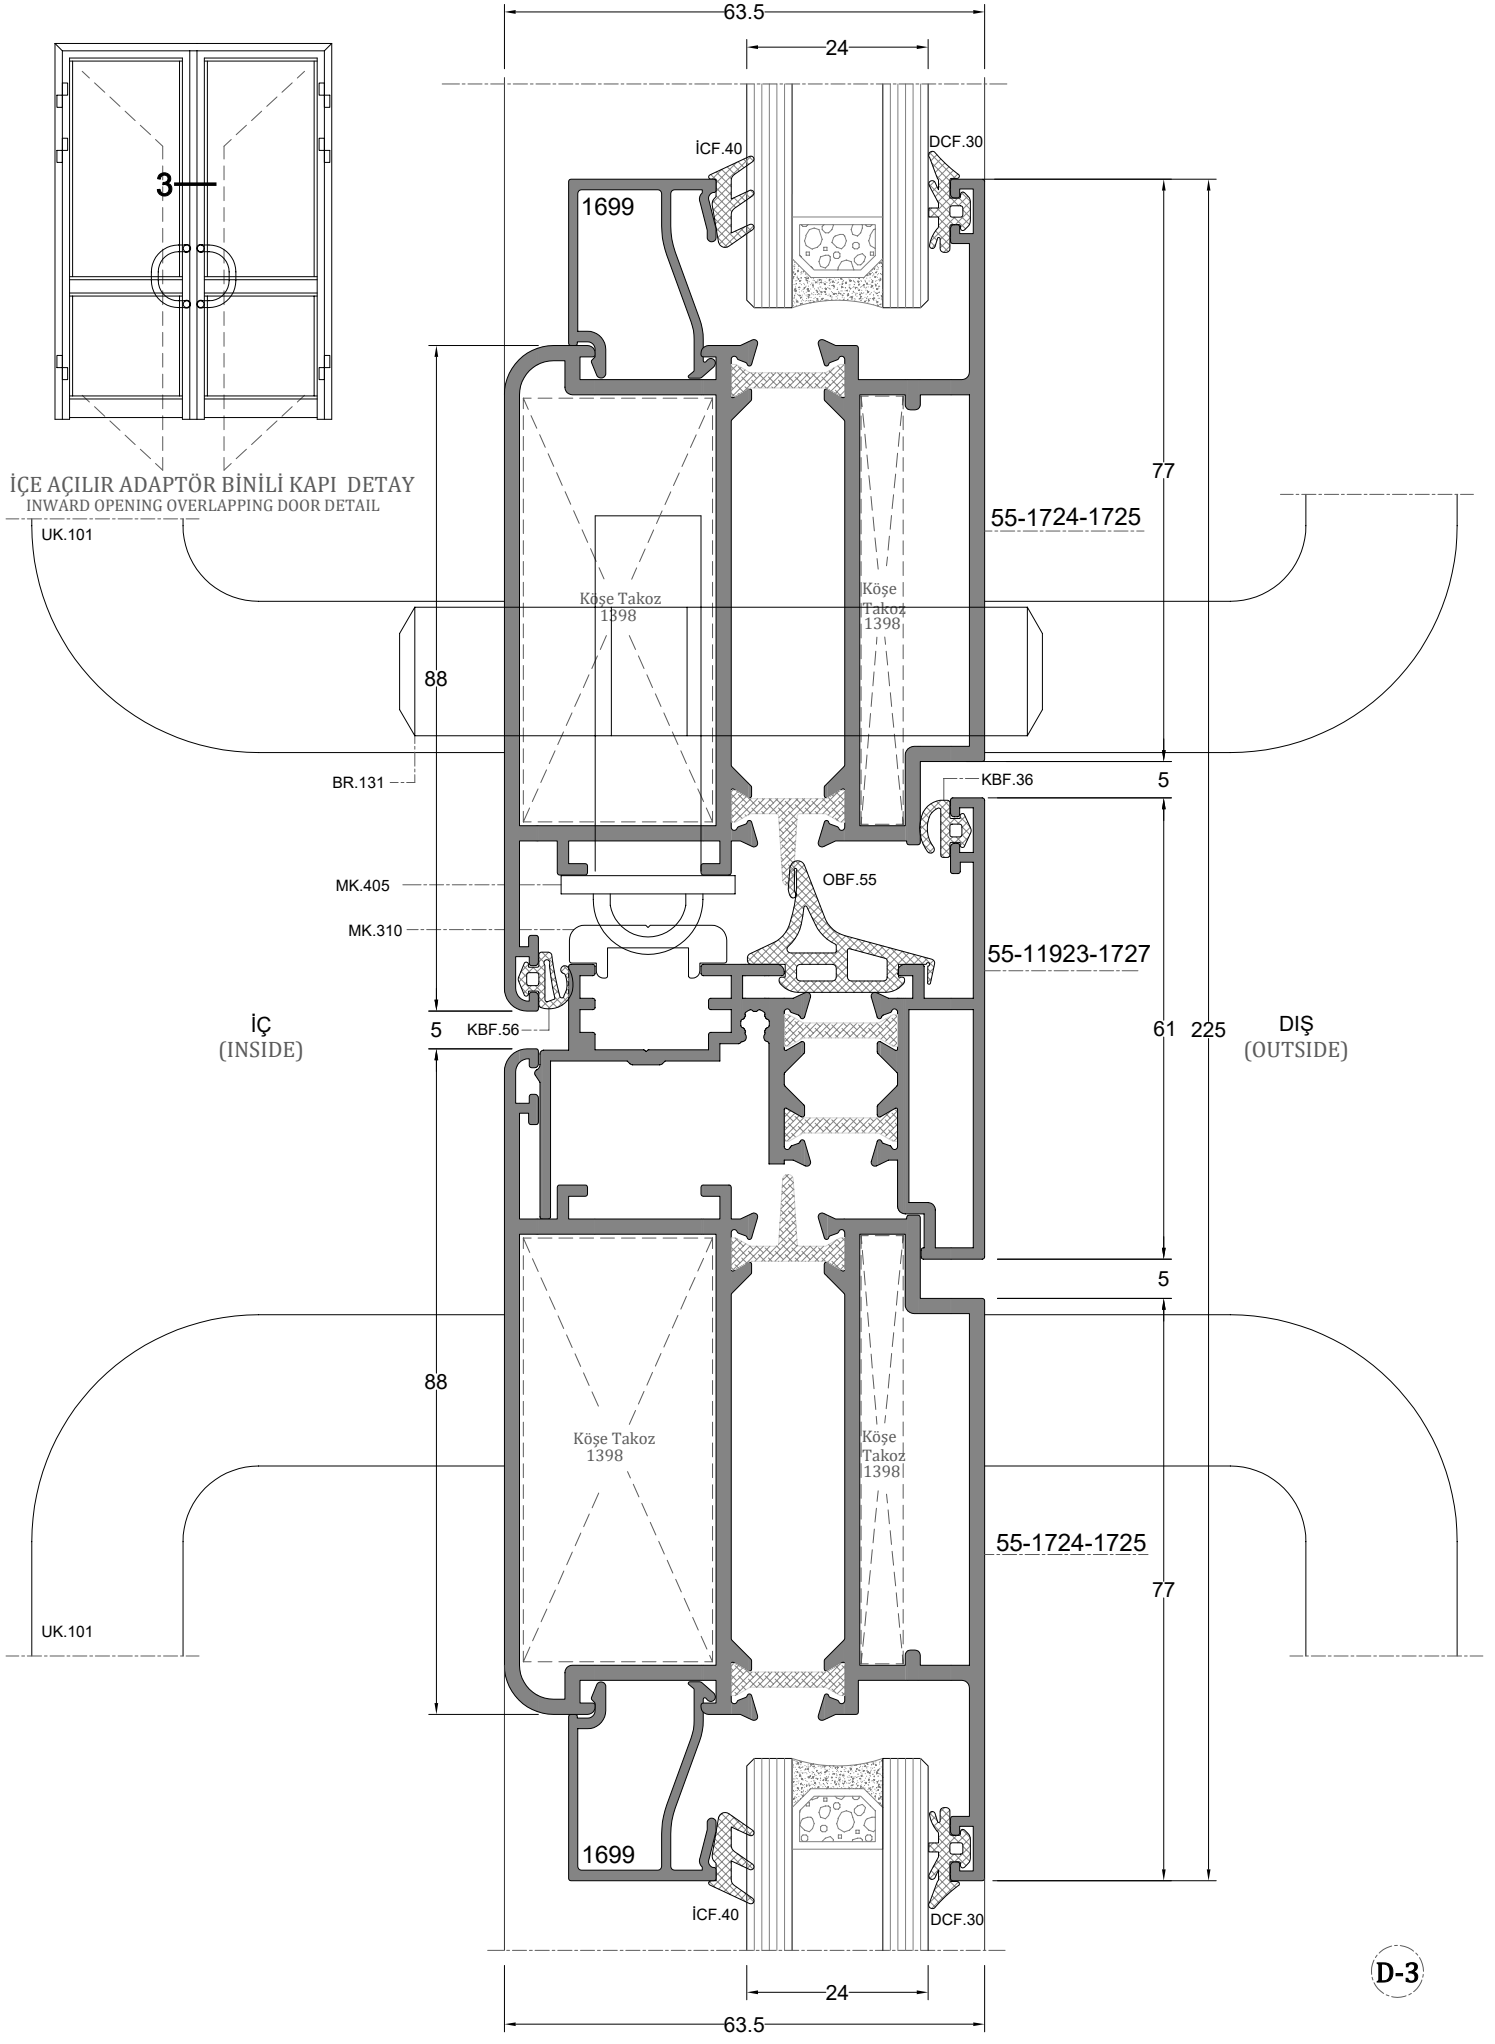 63.5
24
İCF.40
DCF.30
3
1699
İÇE AÇILIR ADAPTÖR BİNİLİ KAPI DETAY
INWARD OPENING OVERLAPPING DOOR DETAIL
UK.101
77
55-1724-1725
Köşe Takoz
1398
Köşe
Takoz
1398
88
BR.131
KBF.36
5
MK.405
OBF.55
MK.310
55-11923-1727
İÇ
(INSIDE)
5
KBF.56
61
225
DIŞ
(OUTSIDE)
5
88
Köşe Takoz
1398
Köşe
Takoz
1398
55-1724-1725
77
UK.101
1699
İCF.40
DCF.30
D-3
24
63.5